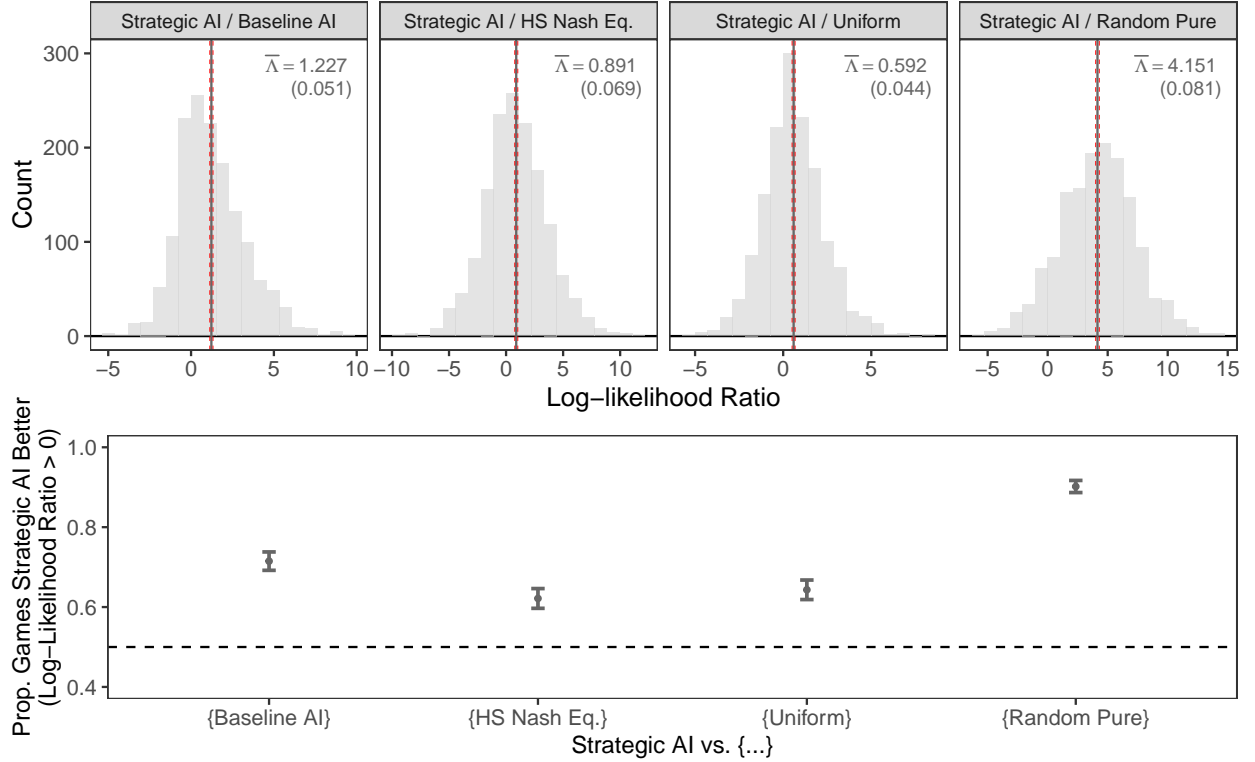 Strategic AI / Baseline AI
Strategic AI / HS Nash Eq.
Strategic AI / Uniform
Strategic AI / Random Pure
Λ̅ = 1.227
(0.051)
Λ̅ = 0.891
(0.069)
Λ̅ = 0.592
(0.044)
Λ̅ = 4.151
(0.081)
Count
300
200
100
0
−5 0 5 10
−10 −5 0 5 10
−5 0 5
−5 0 5 10 15
Log−likelihood Ratio
Prop. Games Strategic AI Better
(Log−Likelihood Ratio > 0)
1.0
0.8
0.6
0.4
{Baseline AI}
{HS Nash Eq.}
{Uniform}
{Random Pure}
Strategic AI vs. {...}